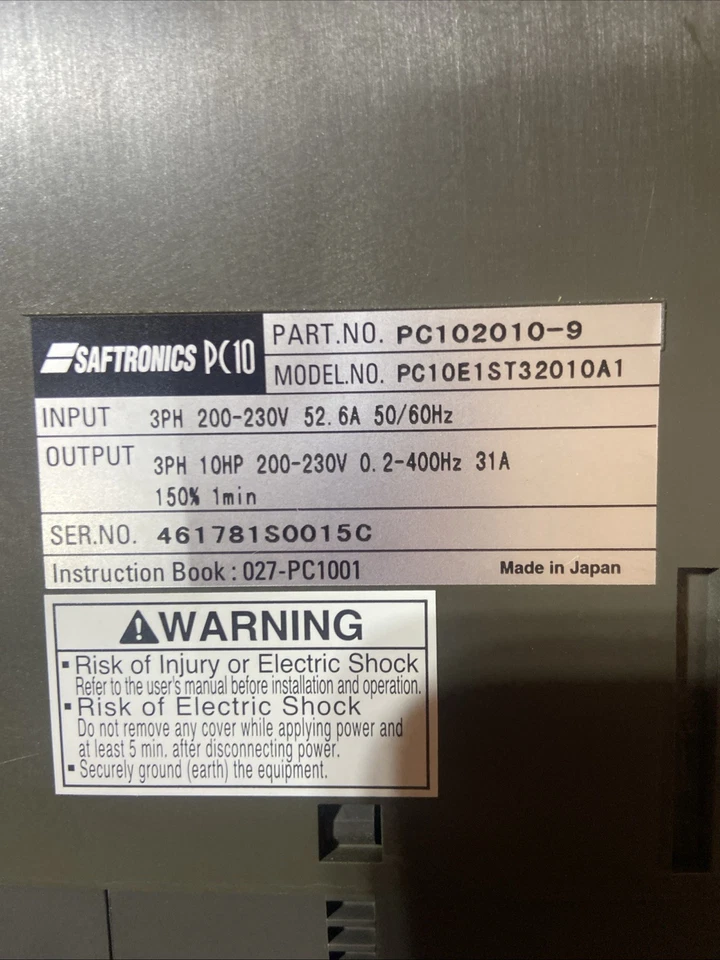 SAFTRONICS PC10
PART.NO. PC102010-9
MODEL.NO. PC10E1ST32010A1
INPUT 3PH 200-230V 52.6A 50/60Hz
OUTPUT 3PH 10HP 200-230V 0.2-400Hz 31A
150% 1min
SER.NO. 461781S0015C
Instruction Book : 027-PC1001 Made in Japan
WARNING
▪ Risk of Injury or Electric Shock
Refer to the user's manual before installation and operation.
▪ Risk of Electric Shock
Do not remove any cover while applying power and
at least 5 min. after disconnecting power.
▪ Securely ground (earth) the equipment.